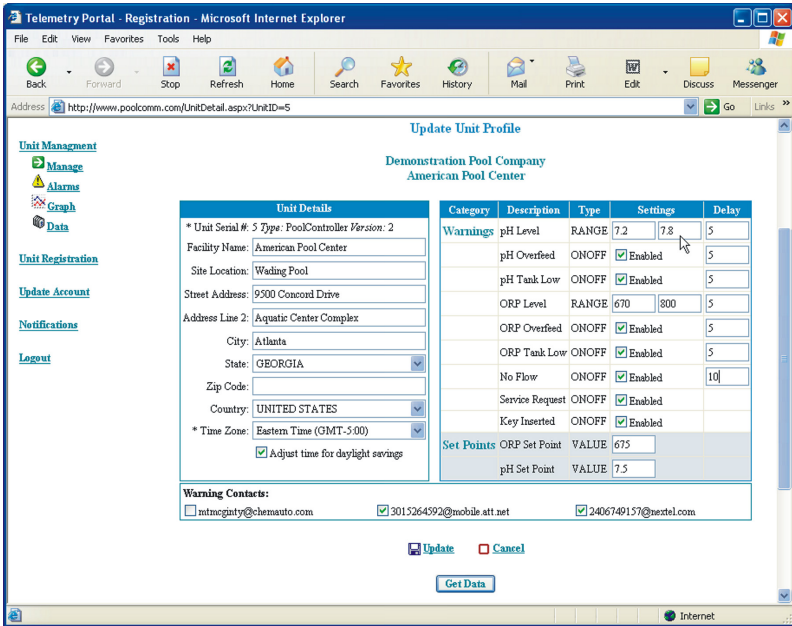 Telemetry Portal - Registration - Microsoft Internet Explorer
File Edit View Favorites Tools Help
Back Forward Stop Refresh Home Search Favorites History Mail Print Edit Discuss Messenger
Address http://www.poolcomm.com/UnitDetail.aspx?UnitID=5 Go Links »
Update Unit Profile
Demonstration Pool Company
American Pool Center
Unit Managment
Manage
Alarms
Graph
Data
Unit Registration
Update Account
Notifications
Logout
Unit Details
* Unit Serial #: 5 Type: PoolController Version: 2
Facility Name: American Pool Center
Site Location: Wading Pool
Street Address: 9500 Concord Drive
Address Line 2: Aquatic Center Complex
City: Atlanta
State: GEORGIA
Zip Code:
Country: UNITED STATES
* Time Zone: Eastern Time (GMT-5:00)
Adjust time for daylight savings
Category Description Type Settings Delay
Warnings pH Level RANGE 7.2 7.8 5
pH Overfeed ONOFF Enabled 5
pH Tank Low ONOFF Enabled 5
ORP Level RANGE 670 800 5
ORP Overfeed ONOFF Enabled 5
ORP Tank Low ONOFF Enabled 5
No Flow ONOFF Enabled 10
Service Request ONOFF Enabled
Key Inserted ONOFF Enabled
Set Points ORP Set Point VALUE 675
pH Set Point VALUE 7.5
Warning Contacts:
mtmcginty@chemauto.com 3015264592@mobile.att.net 2406749157@nextel.com
Update Cancel
Get Data
Internet